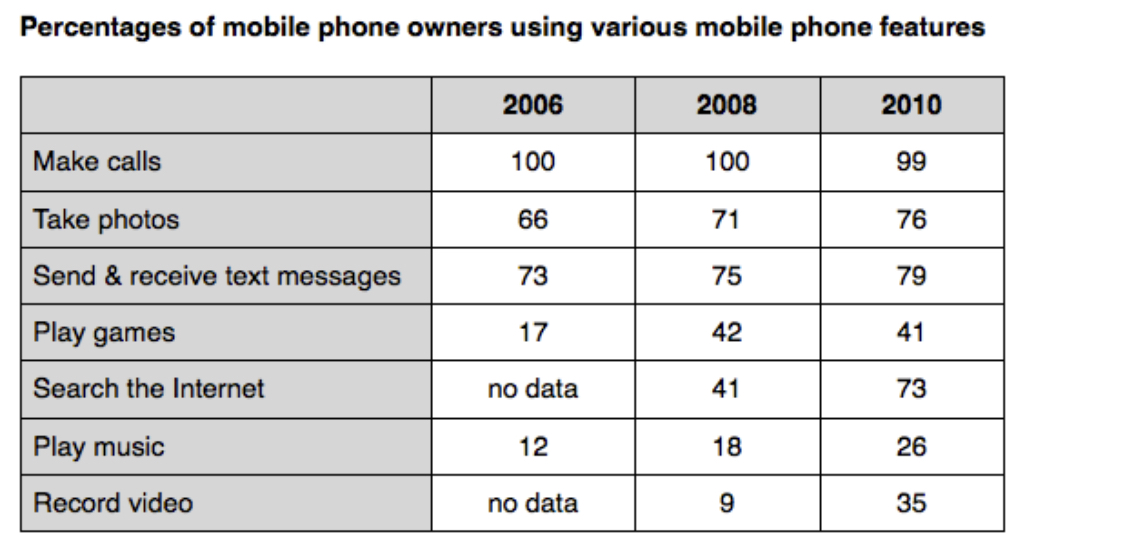 Percentages of mobile phone owners using various mobile phone features
2006 2008 2010
Make calls 100 100 99
Take photos 66 71 76
Send & receive text messages 73 75 79
Play games 17 42 41
Search the Internet no data 41 73
Play music 12 18 26
Record video no data 9 35